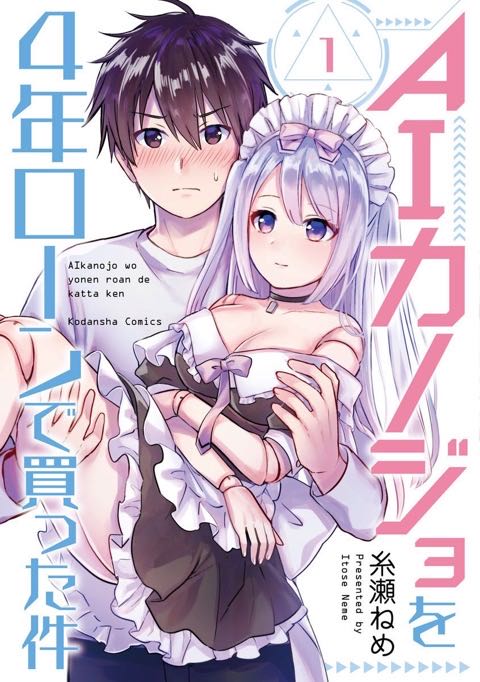 1
AIカノジョを
4年ローンで買った件
AIkanojo wo
yonen roan de
katta ken
Kodansha Comics
糸瀬ねめ
Presented by
Itose Neme